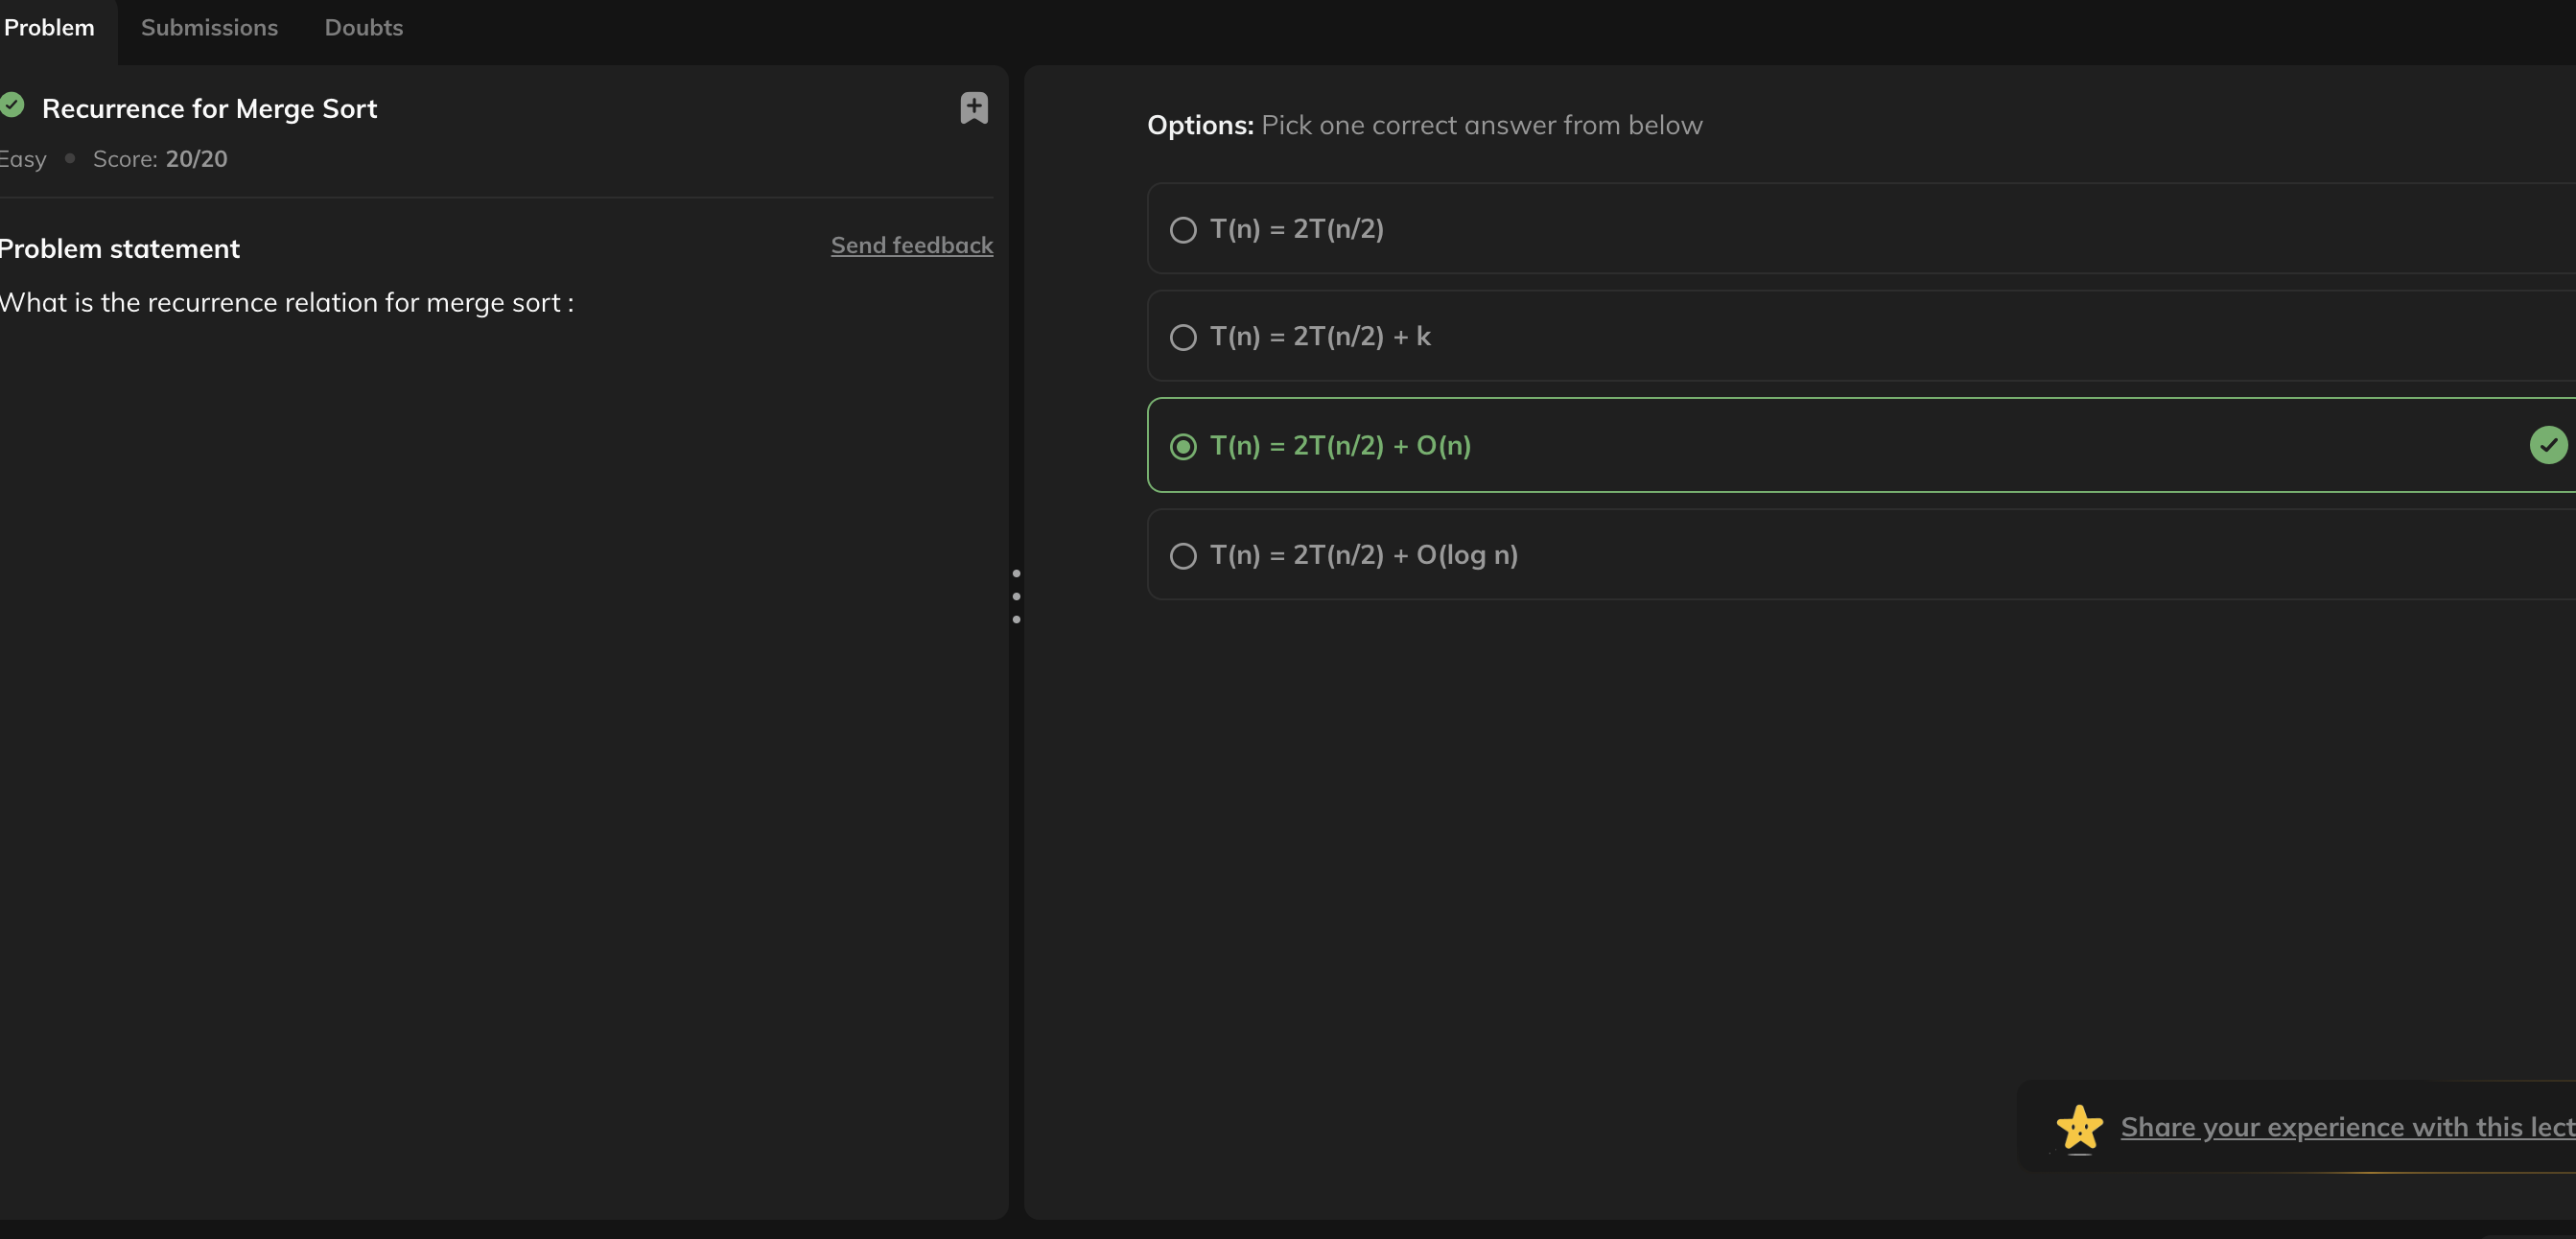 Problem Submissions Doubts
Recurrence for Merge Sort
Easy • Score: 20/20
Problem statement
Send feedback
What is the recurrence relation for merge sort :
Options: Pick one correct answer from below
T(n) = 2T(n/2)
T(n) = 2T(n/2) + k
T(n) = 2T(n/2) + O(n)
T(n) = 2T(n/2) + O(log n)
Share your experience with this lect